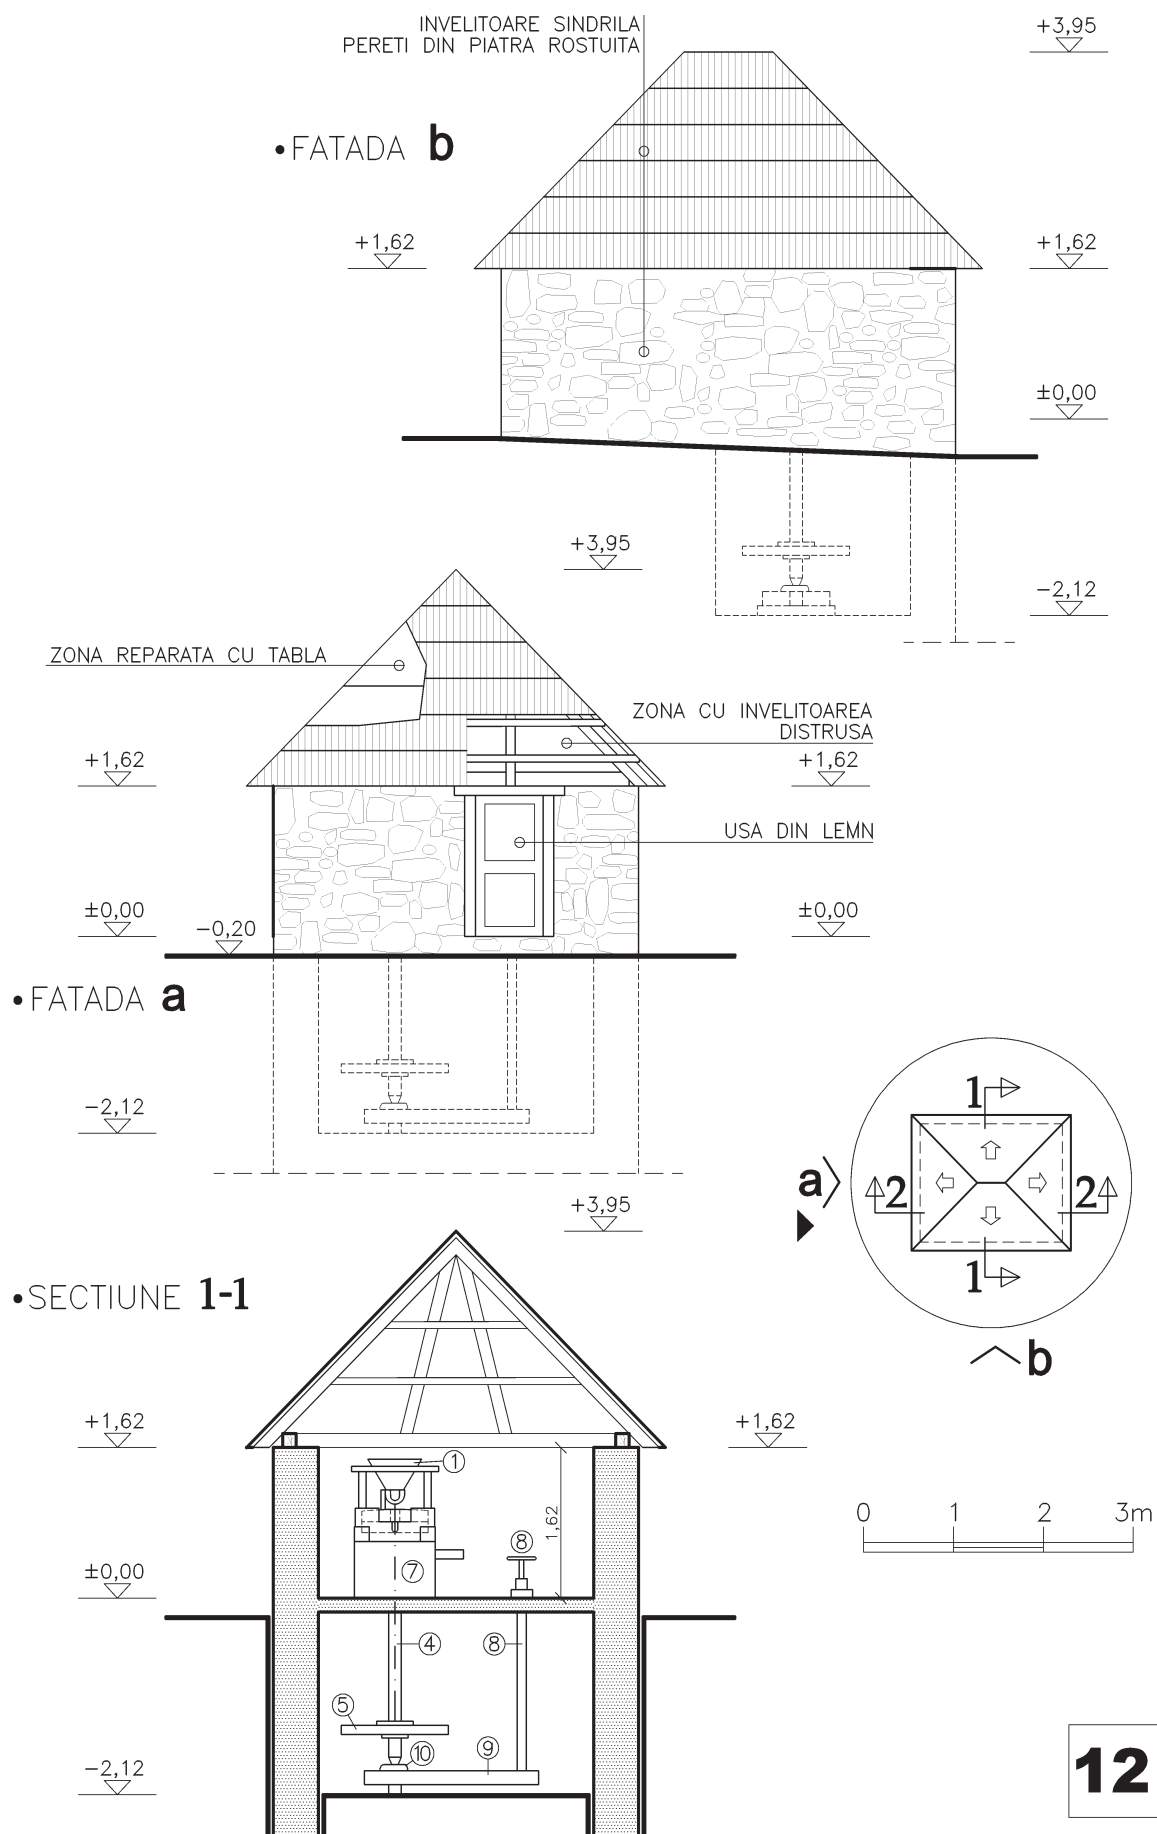 INVELITOARE SINDRILA
PERETI DIN PIATRA ROSTUITA
+3,95
•FATADA b
+1,62
+1,62
±0,00
-2,12
+3,95
ZONA REPARATA CU TABLA
ZONA CU INVELITOAREA
DISTRUSA
+1,62
+1,62
USA DIN LEMN
±0,00
-0,20
±0,00
•FATADA a
-2,12
1
a
2
2
1
b
+3,95
•SECTIUNE 1-1
+1,62
+1,62
1
1,62
8
7
0 1 2 3m
±0,00
4
8
5
10
9
-2,12
12